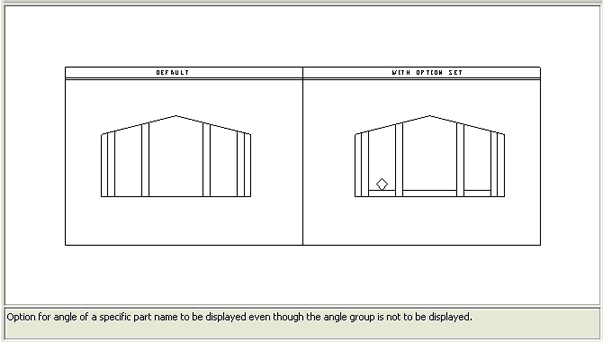 DEFAULT
WITH OPTION SET
Option for angle of a specific part name to be displayed even though the angle group is not to be displayed.